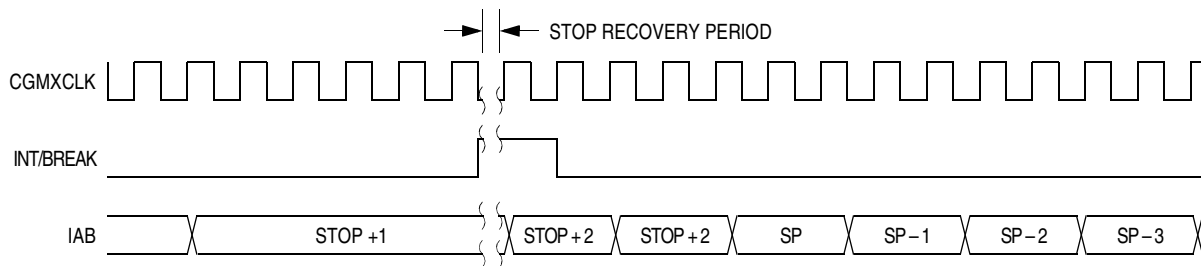 STOP RECOVERY PERIOD
CGMXCLK
INT/BREAK
IAB
STOP +1
STOP + 2
STOP + 2
SP
SP – 1
SP – 2
SP – 3